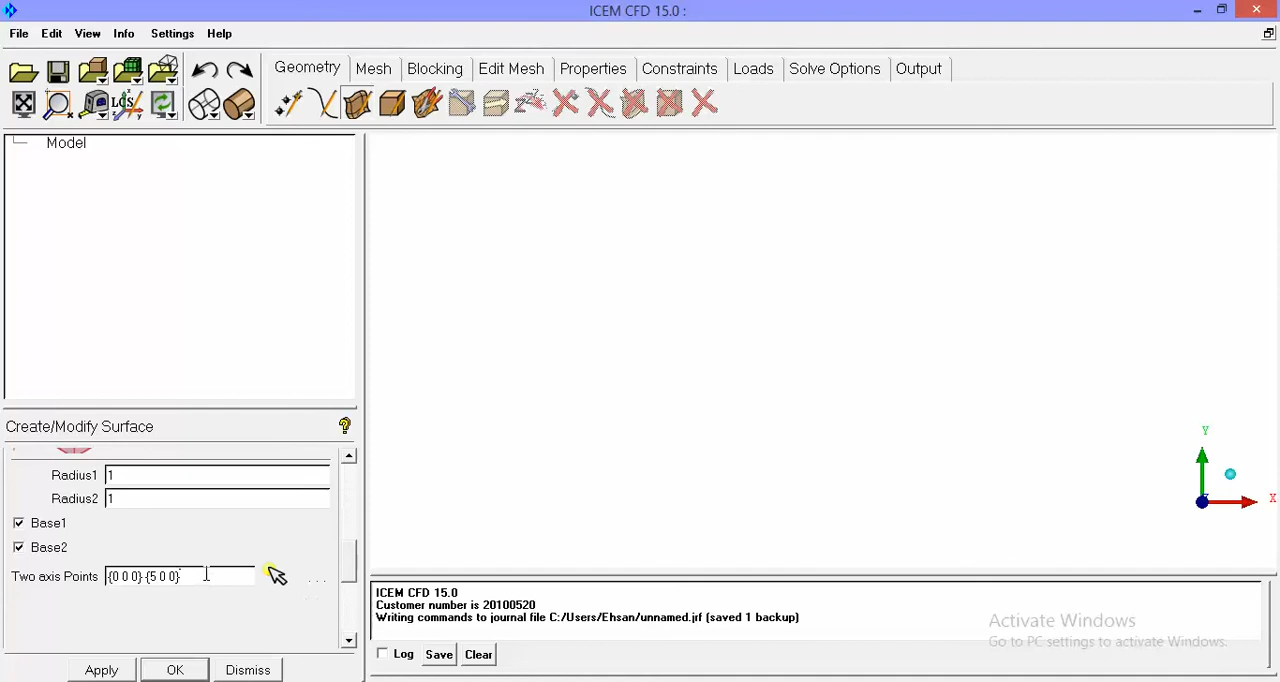 ICEM CFD 15.0 :
File Edit View Info Settings Help
Geometry Mesh Blocking Edit Mesh Properties Constraints Loads Solve Options Output
LCS
Model
Create/Modify Surface
Radius1 1
Radius2 1
Base1
Base2
Two axis Points {0 0 0} {5 0 0}
Apply OK Dismiss
Y
X
ICEM CFD 15.0
Customer number is 20100520
Writing commands to journal file C:/Users/Ehsan/unnamed.jrf (saved 1 backup)
Log Save Clear
Activate Windows
Go to PC settings to activate Windows.